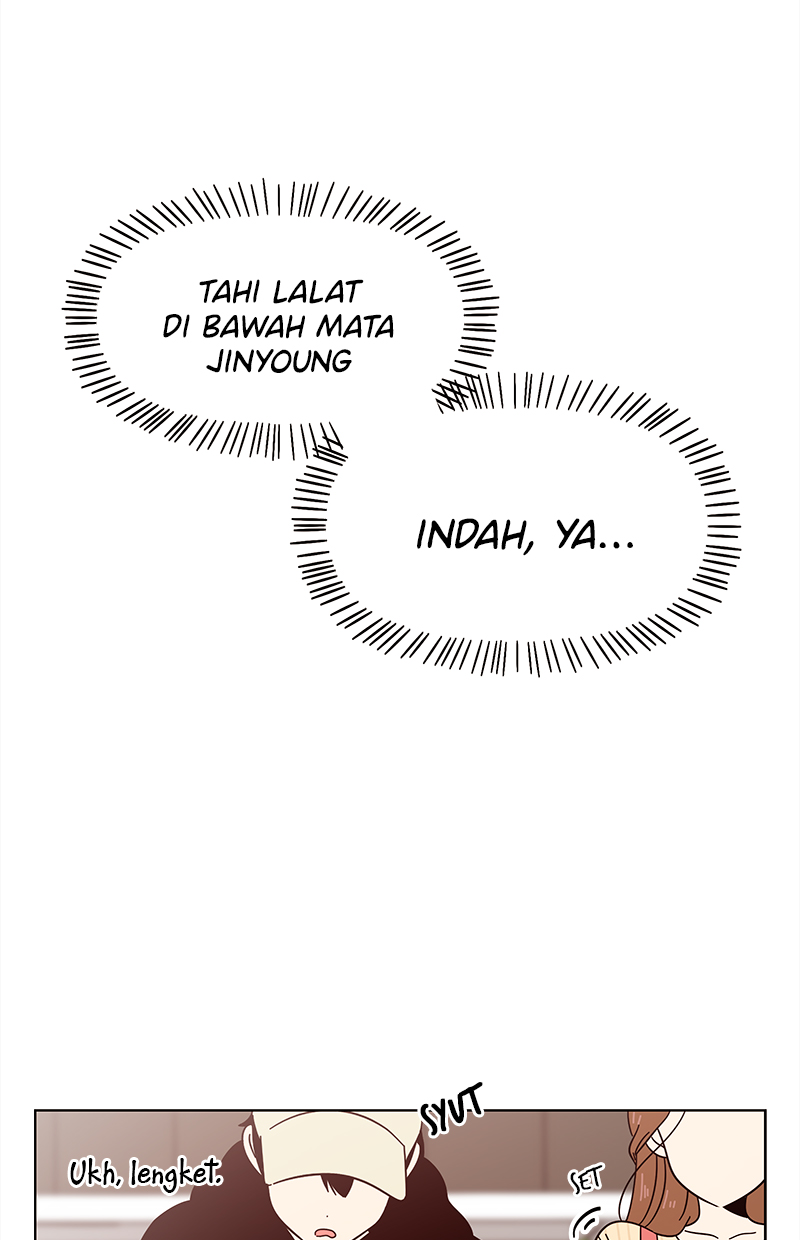 TAHI LALAT
DI BAWAH MATA
JINYOUNG
INDAH, YA...
SYUT
Ukh, lengket.
SET